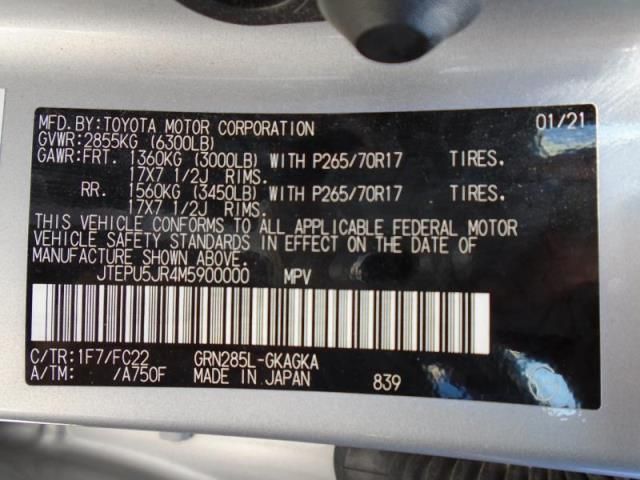 MFD.BY:TOYOTA MOTOR CORPORATION 01/21
GVWR:2855KG (6300LB)
GAWR:FRT. 1360KG (3000LB) WITH P265/70R17 TIRES.
17X7 1/2J RIMS.
RR. 1560KG (3450LB) WITH P265/70R17 TIRES.
17X7 1/2J RIMS.
THIS VEHICLE CONFORMS TO ALL APPLICABLE FEDERAL MOTOR
VEHICLE SAFETY STANDARDS IN EFFECT ON THE DATE OF
MANUFACTURE SHOWN ABOVE.
JTEPU5JR4M5900000 MPV
C/TR:1F7/FC22 GRN285L-GKAGKA
A/TM: /A750F MADE IN JAPAN 839